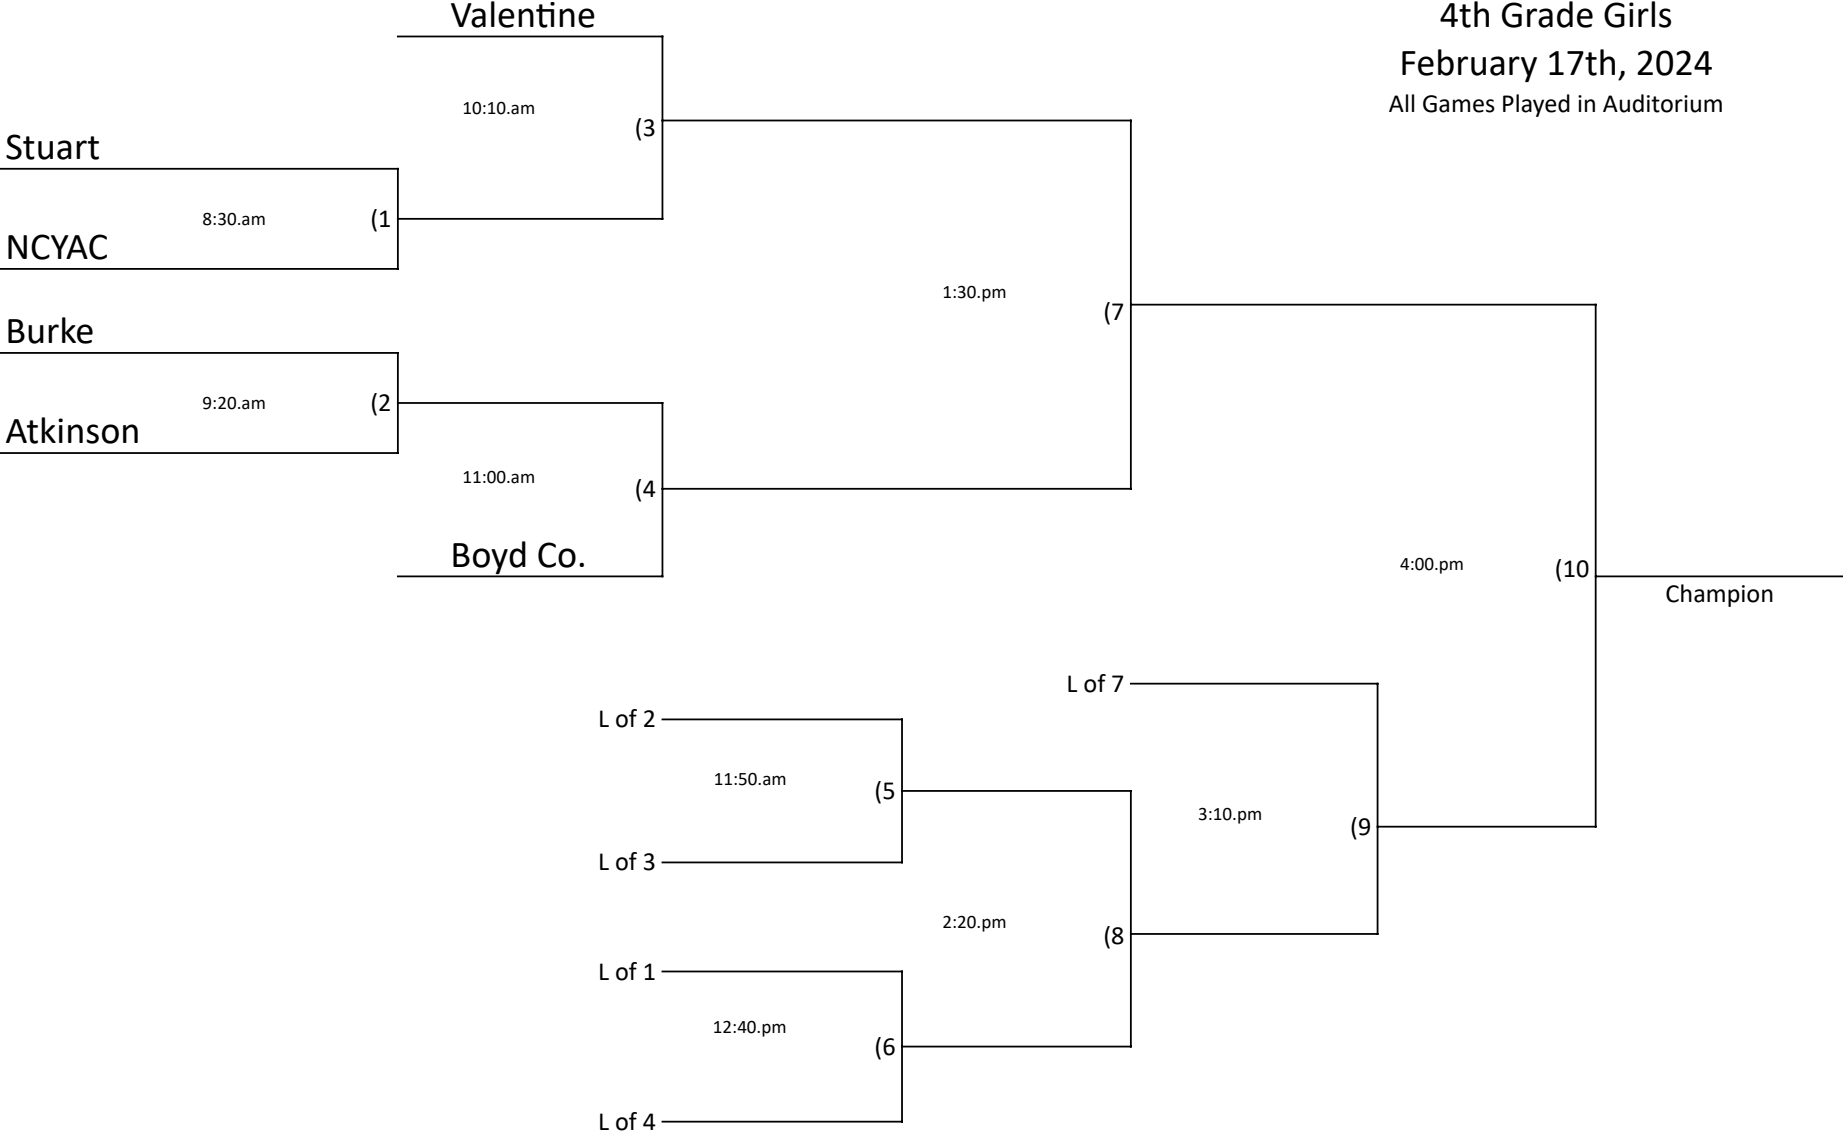 Valentine
4th Grade Girls
February 17th, 2024
All Games Played in Auditorium
10:10.am
(3
Stuart
8:30.am
(1
NCYAC
1:30.pm
(7
Burke
9:20.am
(2
Atkinson
11:00.am
(4
Boyd Co.
4:00.pm
(10
Champion
L of 7
L of 2
11:50.am
(5
3:10.pm
(9
L of 3
2:20.pm
(8
L of 1
12:40.pm
(6
L of 4